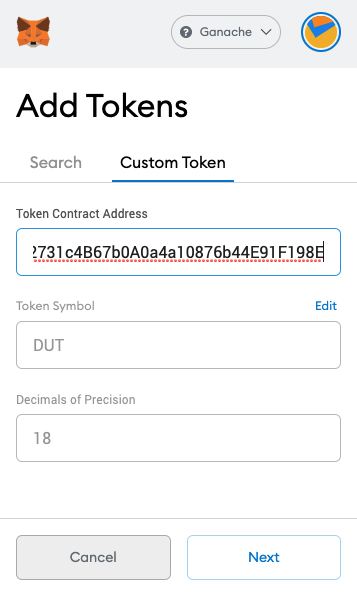 Ganache
Add Tokens
Search Custom Token
Token Contract Address
2731c4B67b0A0a4a10876b44E91F198E
Token Symbol Edit
DUT
Decimals of Precision
18
Cancel Next